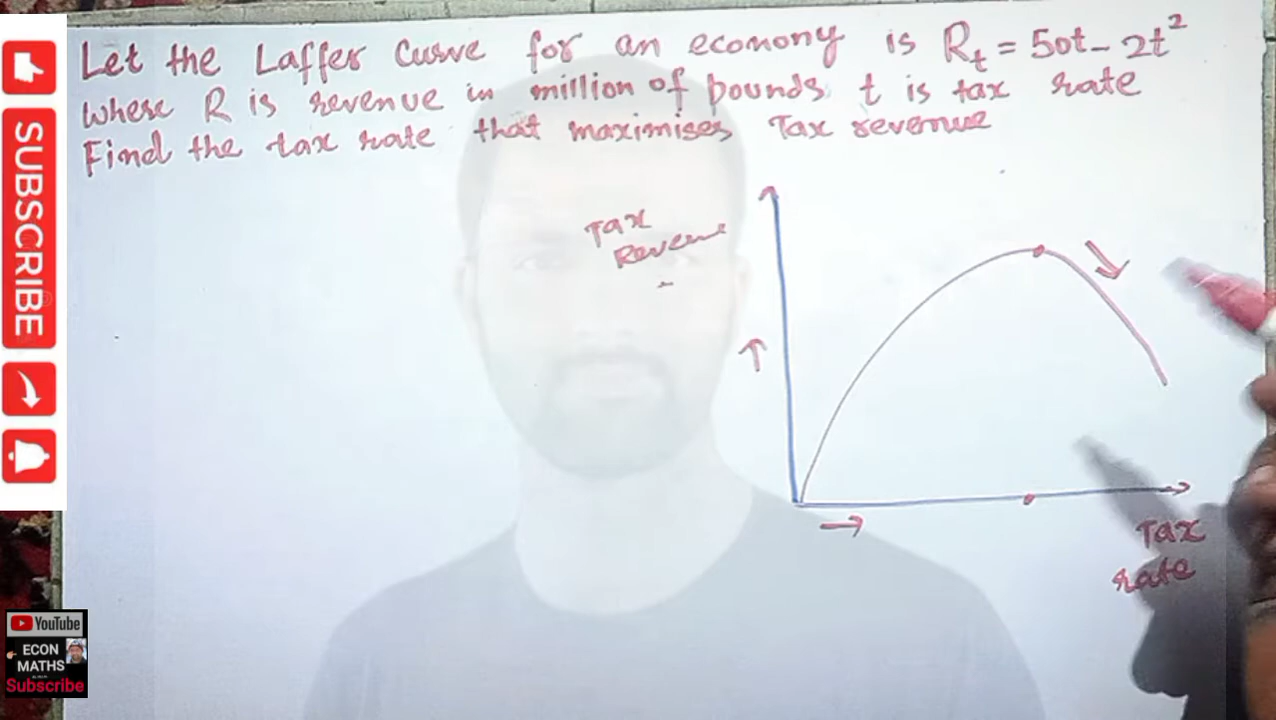 Let the Laffer Curve for an economy is Rₜ = 50t - 2t²
where R is revenue in million of pounds. t is tax rate
Find the tax rate that maximises Tax revenue
Tax
Revenue
Tax
rate
SUBSCRIBE
YouTube
ECON
MATHS
Subscribe